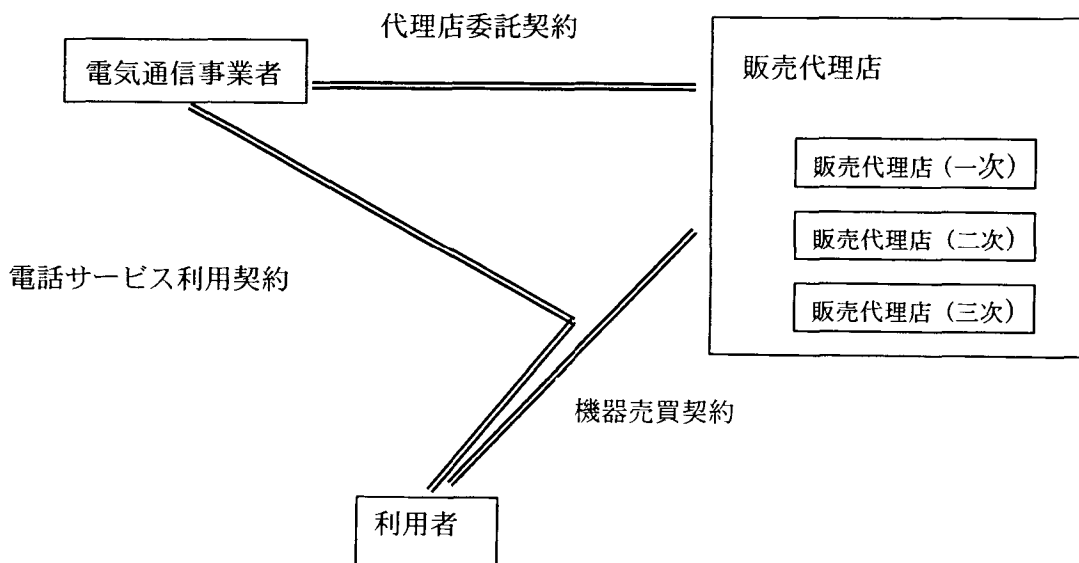 代理店委託契約
電気通信事業者
販売代理店
販売代理店（一次）
販売代理店（二次）
電話サービス利用契約
販売代理店（三次）
機器売買契約
利用者